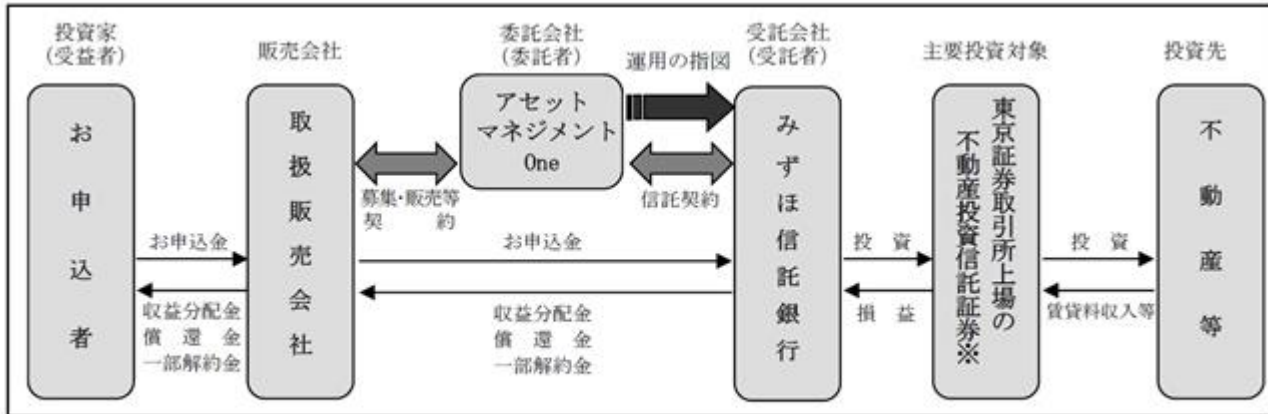 投資家
(受益者)
お申込者
販売会社
取扱販売会社
委託会社
(委託者)
アセット
マネジメント
One
運用の指図
受託会社
(受託者)
みずほ信託銀行
主要投資対象
東京証券取引所上場の
不動産投資信託証券※
投資先
不動産等
募集・販売等
契約
信託契約
お申込金
収益分配金
償還金
一部解約金
お申込金
収益分配金
償還金
一部解約金
投資
損益
投資
賃貸料収入等